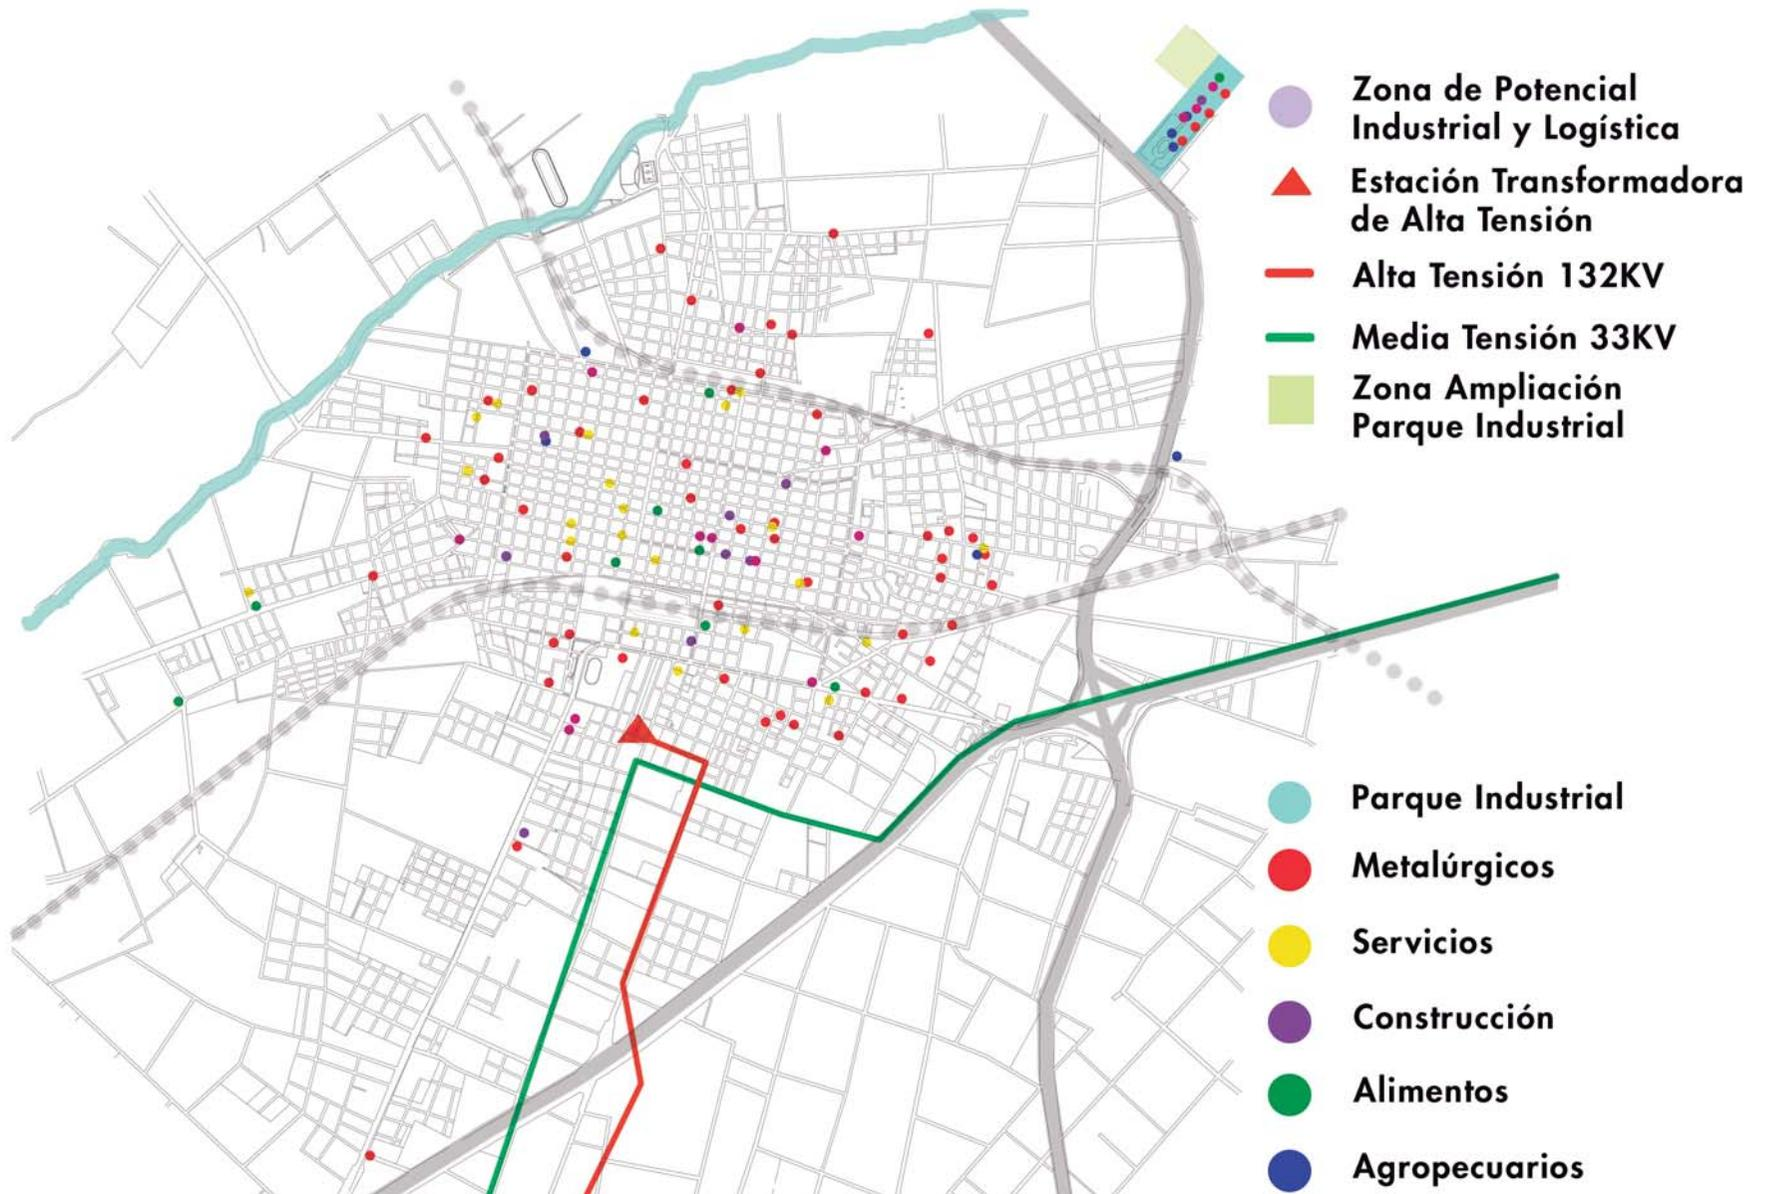 Zona de Potencial
Industrial y Logística
Estación Transformadora
de Alta Tensión
Alta Tensión 132KV
Media Tensión 33KV
Zona Ampliación
Parque Industrial
Parque Industrial
Metalúrgicos
Servicios
Construcción
Alimentos
Agropecuarios